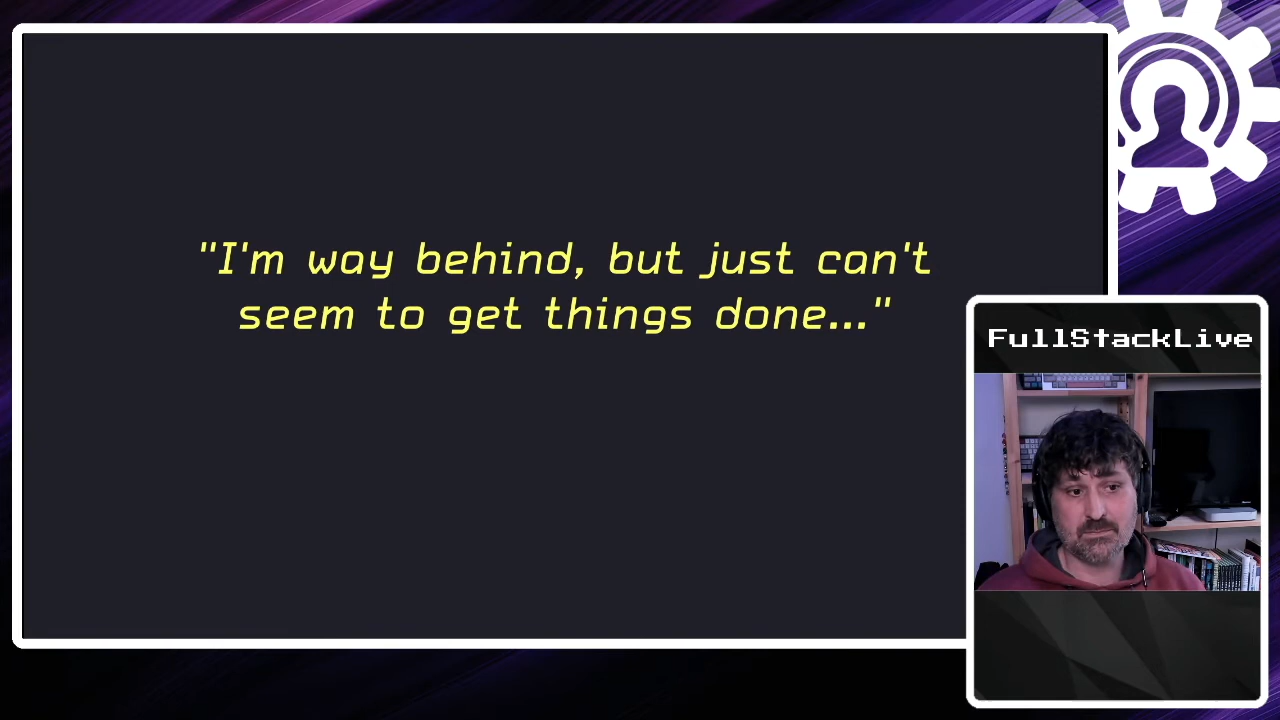 "I'm way behind, but just can't
seem to get things done..."
FullStackLive